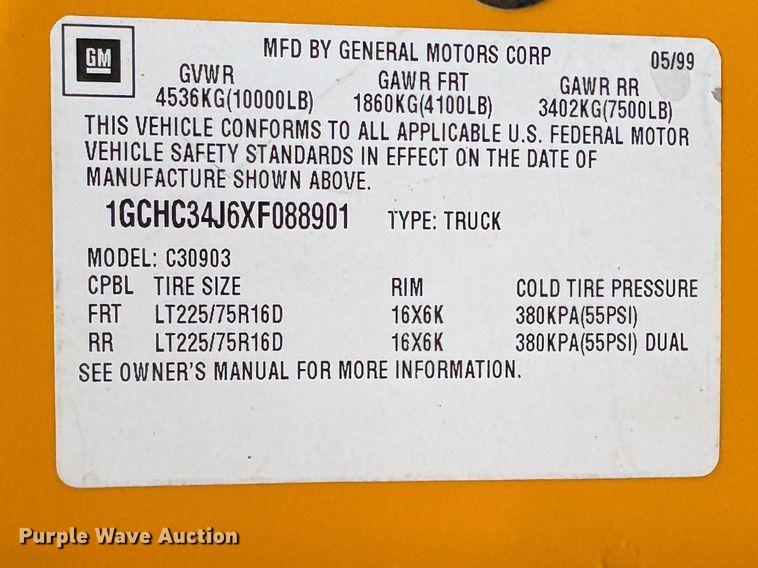 GM
MFD BY GENERAL MOTORS CORP 05/99
GVWR GAWR FRT GAWR RR
4536KG(10000LB) 1860KG(4100LB) 3402KG(7500LB)
THIS VEHICLE CONFORMS TO ALL APPLICABLE U.S. FEDERAL MOTOR
VEHICLE SAFETY STANDARDS IN EFFECT ON THE DATE OF
MANUFACTURE SHOWN ABOVE.
1GCHC34J6XF088901 TYPE: TRUCK
MODEL: C30903
CPBL TIRE SIZE RIM COLD TIRE PRESSURE
FRT LT225/75R16D 16X6K 380KPA(55PSI)
RR LT225/75R16D 16X6K 380KPA(55PSI) DUAL
SEE OWNER'S MANUAL FOR MORE INFORMATION.
Purple Wave Auction